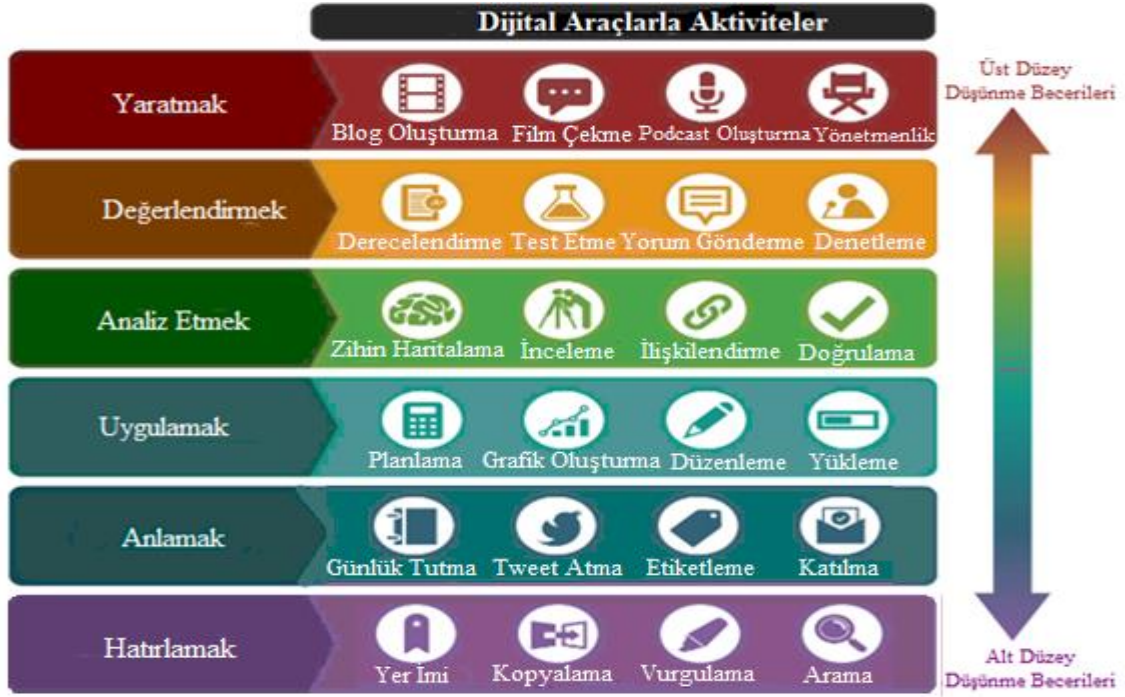 Dijital Araçlarla Aktiviteler
Üst Düzey
Düşünme Becerileri
Yaratmak
Blog Oluşturma Film Çekme Podcast Oluşturma Yönetmenlik
Değerlendirmek
Derecelendirme Test Etme Yorum Gönderme Denetleme
Analiz Etmek
Zihin Haritalama İnceleme İlişkilendirme Doğrulama
Uygulamak
Planlama Grafik Oluşturma Düzenleme Yükleme
Anlamak
Günlük Tutma Tweet Atma Etiketleme Katılma
Hatırlamak
Yer İmi Kopyalama Vurgulama Arama
Alt Düzey
Düşünme Becerileri